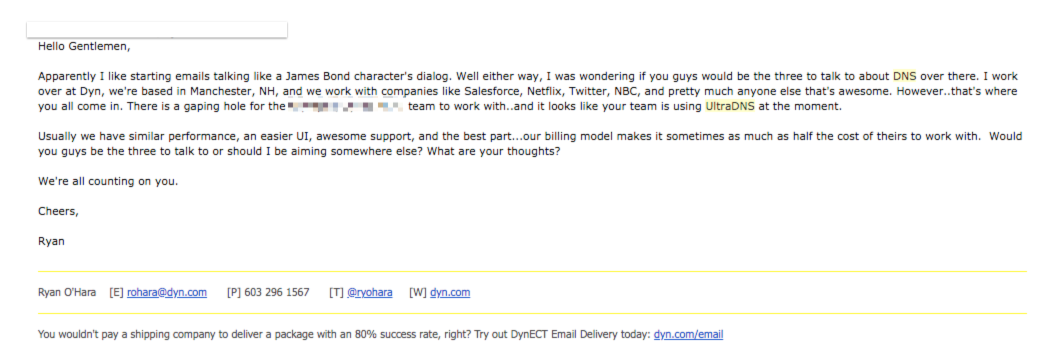 Hello Gentlemen,
Apparently I like starting emails talking like a James Bond character's dialog. Well either way, I was wondering if you guys would be the three to talk to about DNS over there. I work
over at Dyn, we're based in Manchester, NH, and we work with companies like Salesforce, Netflix, Twitter, NBC, and pretty much anyone else that's awesome. However..that's where
you all come in. There is a gaping hole for the team to work with..and it looks like your team is using UltraDNS at the moment.
Usually we have similar performance, an easier UI, awesome support, and the best part...our billing model makes it sometimes as much as half the cost of theirs to work with. Would
you guys be the three to talk to or should I be aiming somewhere else? What are your thoughts?
We're all counting on you.
Cheers,
Ryan
Ryan O'Hara [E] rohara@dyn.com [P] 603 296 1567 [T] @ryohara [W] dyn.com
You wouldn't pay a shipping company to deliver a package with an 80% success rate, right? Try out DynECT Email Delivery today: dyn.com/email